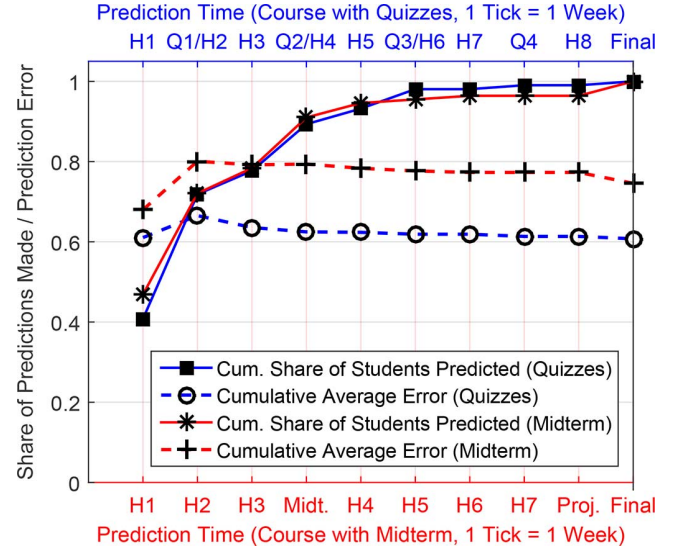 Prediction Time (Course with Quizzes, 1 Tick = 1 Week)
H1 Q1/H2 H3 Q2/H4 H5 Q3/H6 H7 Q4 H8 Final
Share of Predictions Made / Prediction Error
1
0.8
0.6
0.4
0.2
0
Cum. Share of Students Predicted (Quizzes)
Cumulative Average Error (Quizzes)
Cum. Share of Students Predicted (Midterm)
Cumulative Average Error (Midterm)
H1 H2 H3 Midt. H4 H5 H6 H7 Proj. Final
Prediction Time (Course with Midterm, 1 Tick = 1 Week)